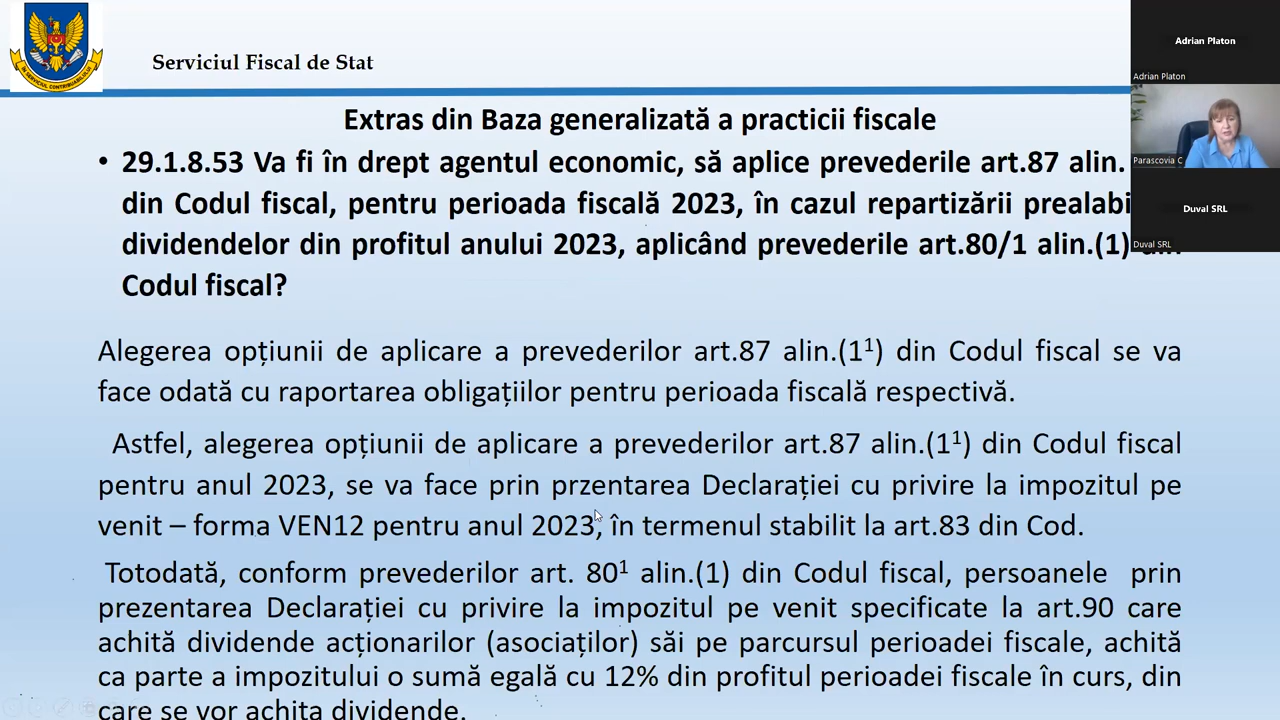 ÎN SERVICIUL CONTRIBUABILULUI
Serviciul Fiscal de Stat
Extras din Baza generalizată a practicii fiscale
• 29.1.8.53 Va fi în drept agentul economic, să aplice prevederile art.87 alin.
din Codul fiscal, pentru perioada fiscală 2023, în cazul repartizării prealabi
dividendelor din profitul anului 2023, aplicând prevederile art.80/1 alin.(1) din
Codul fiscal?
Alegerea opțiunii de aplicare a prevederilor art.87 alin.(1¹) din Codul fiscal se va
face odată cu raportarea obligațiilor pentru perioada fiscală respectivă.
Astfel, alegerea opțiunii de aplicare a prevederilor art.87 alin.(1¹) din Codul fiscal
pentru anul 2023, se va face prin przentarea Declarației cu privire la impozitul pe
venit – forma VEN12 pentru anul 2023, în termenul stabilit la art.83 din Cod.
Totodată, conform prevederilor art. 80¹ alin.(1) din Codul fiscal, persoanele prin
prezentarea Declarației cu privire la impozitul pe venit specificate la art.90 care
achită dividende acționarilor (asociaților) săi pe parcursul perioadei fiscale, achită
ca parte a impozitului o sumă egală cu 12% din profitul perioadei fiscale în curs, din
care se vor achita dividende.
Adrian Platon
Adrian Platon
Parascovia C
Duval SRL
Duval SRL